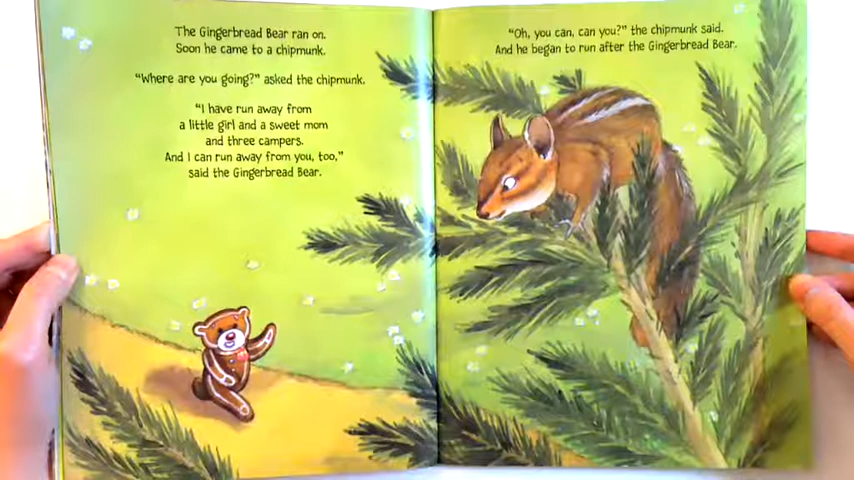 The Gingerbread Bear ran on.
Soon he came to a chipmunk.
“Where are you going?” asked the chipmunk.
“I have run away from
a little girl and a sweet mom
and three campers.
And I can run away from you, too,”
said the Gingerbread Bear.
“Oh, you can, can you?” the chipmunk said.
And he began to run after the Gingerbread Bear.